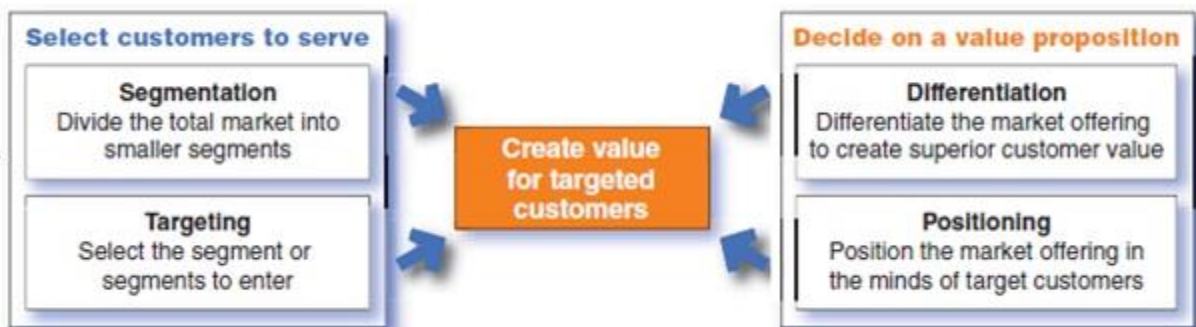 Select customers to serve
Segmentation
Divide the total market into
smaller segments
Targeting
Select the segment or
segments to enter
Create value
for targeted
customers
Decide on a value proposition
Differentiation
Differentiate the market offering
to create superior customer value
Positioning
Position the market offering in
the minds of target customers